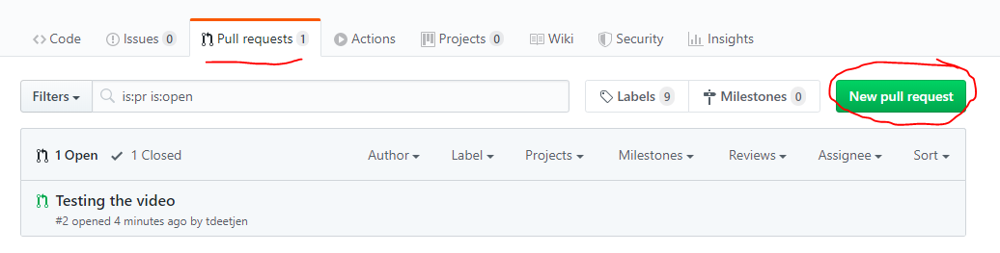 Code Issues 0 Pull requests 1 Actions Projects 0 Wiki Security Insights
Filters is:pr is:open Labels 9 Milestones 0 New pull request
1 Open 1 Closed Author Label Projects Milestones Reviews Assignee Sort
Testing the video
#2 opened 4 minutes ago by tdeetjen